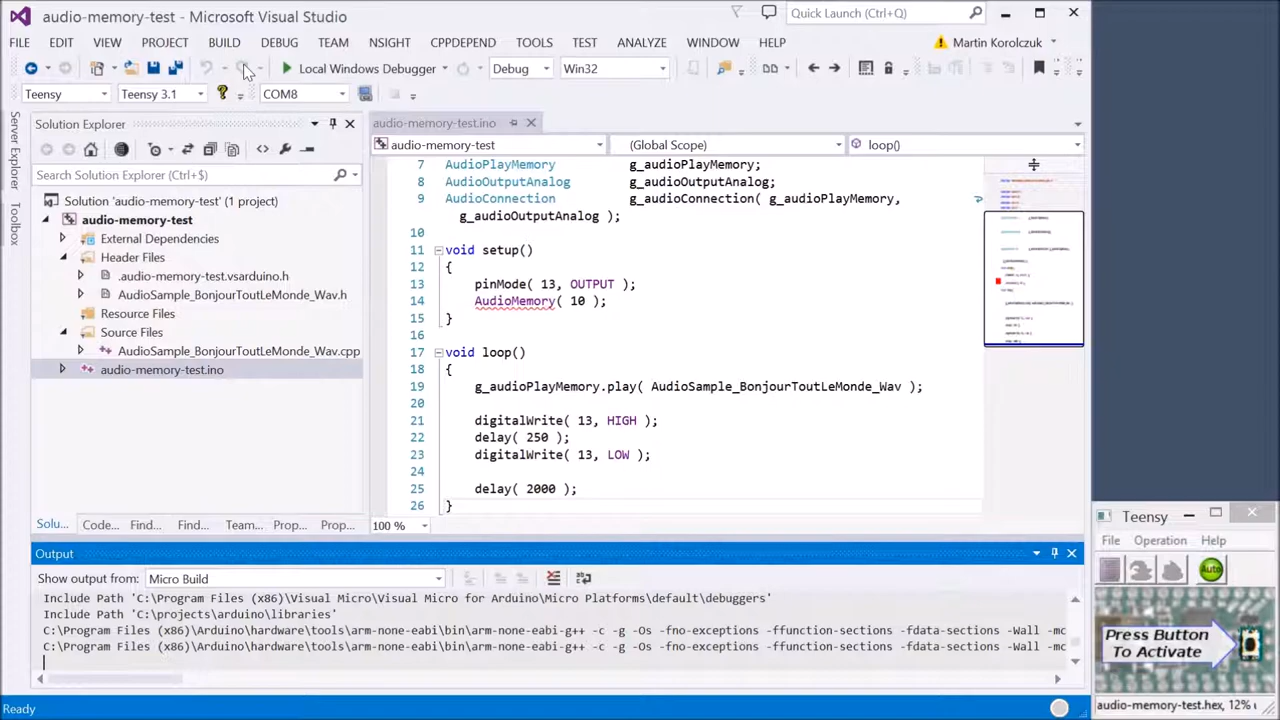 audio-memory-test - Microsoft Visual Studio
Quick Launch (Ctrl+Q)
FILE EDIT VIEW PROJECT BUILD DEBUG TEAM NSIGHT CPPDEPEND TOOLS TEST ANALYZE WINDOW HELP
Martin Korolczuk
Local Windows Debugger Debug Win32
Teensy Teensy 3.1 ? COM8
Server Explorer
Toolbox
Solution Explorer
Search Solution Explorer (Ctrl+$)
Solution 'audio-memory-test' (1 project)
audio-memory-test
External Dependencies
Header Files
.audio-memory-test.vsarduino.h
AudioSample_BonjourToutLeMonde_Wav.h
Resource Files
Source Files
AudioSample_BonjourToutLeMonde_Wav.cpp
audio-memory-test.ino
Solu... Code... Find... Find... Team... Prop... Prop...
audio-memory-test.ino
audio-memory-test (Global Scope) loop()
7 AudioPlayMemory g_audioPlayMemory;
8 AudioOutputAnalog g_audioOutputAnalog;
9 AudioConnection g_audioConnection( g_audioPlayMemory,
g_audioOutputAnalog );
10
11 void setup()
12 {
13 pinMode( 13, OUTPUT );
14 AudioMemory( 10 );
15 }
16
17 void loop()
18 {
19 g_audioPlayMemory.play( AudioSample_BonjourToutLeMonde_Wav );
20
21 digitalWrite( 13, HIGH );
22 delay( 250 );
23 digitalWrite( 13, LOW );
24
25 delay( 2000 );
26 }
100 %
Output
Show output from: Micro Build
Include Path 'C:\Program Files (x86)\Visual Micro\Visual Micro for Arduino\Micro Platforms\default\debuggers'
Include Path 'C:\projects\arduino\libraries'
C:\Program Files (x86)\Arduino\hardware\tools\arm-none-eabi\bin\arm-none-eabi-g++ -c -g -Os -fno-exceptions -ffunction-sections -fdata-sections -Wall -mc
C:\Program Files (x86)\Arduino\hardware\tools\arm-none-eabi\bin\arm-none-eabi-g++ -c -g -Os -fno-exceptions -ffunction-sections -fdata-sections -Wall -mc
Ready
Teensy
File Operation Help
Auto
Press Button
To Activate
audio-memory-test.hex, 12% u